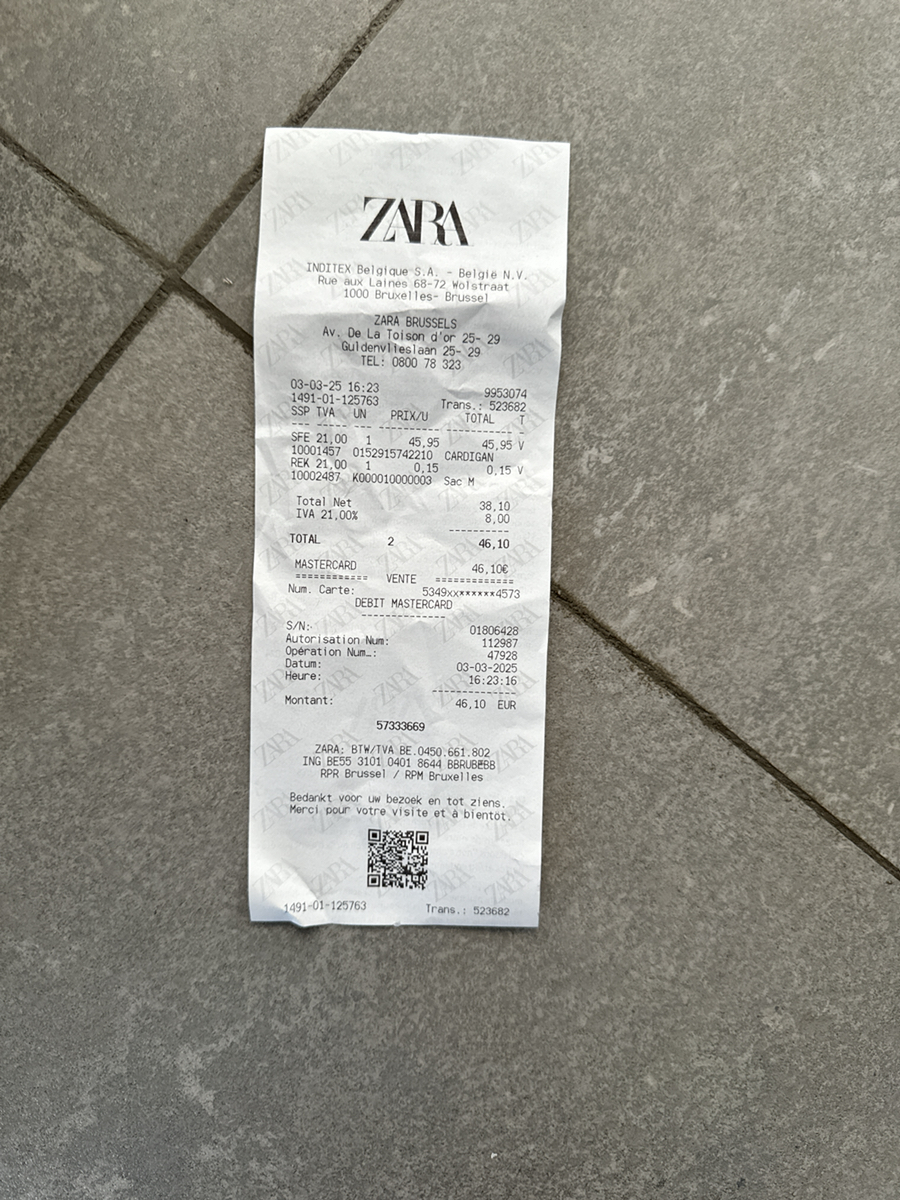 ZARA
INDITEX Belgique S.A. - Belgie N.V.
Rue aux Laines 68-72 Wolstraat
1000 Bruxelles- Brussel
ZARA BRUSSELS
Av. De La Toison d'or 25- 29
Guldenvlieslaan 25- 29
TEL: 0800 78 323
03-03-25 16:23 9953074
1491-01-125763 Trans.: 523682
SSP TVA UN PRIX/U TOTAL T
SFE 21,00 1 45,95 45,95 V
10001457 0152915742210 CARDIGAN
REK 21,00 1 0,15 0,15 V
10002487 K000010000003 Sac M
Total Net 38,10
IVA 21,00% 8,00
TOTAL 2 46,10
MASTERCARD 46,10€
============ VENTE ============
Num. Carte: 5349xx******4573
DEBIT MASTERCARD
S/N: 01806428
Autorisation Num: 112987
Opération Num.: 47928
Datum: 03-03-2025
Heure: 16:23:16
Montant: 46,10 EUR
57333669
ZARA: BTW/TVA BE.0450.661.802
ING BE55 3101 0401 8644 BBRUBEBB
RPR Brussel / RPM Bruxelles
Bedankt voor uw bezoek en tot ziens.
Merci pour votre visite et à bientot.
1491-01-125763 Trans.: 523682